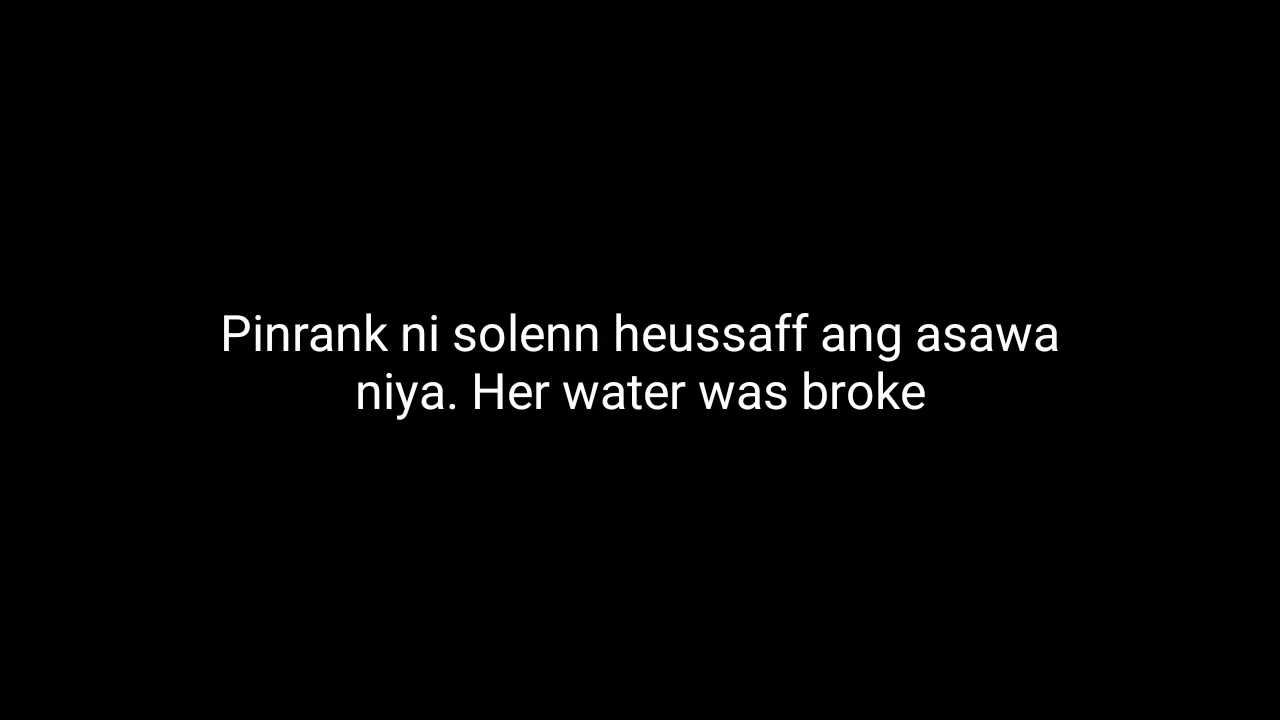 Pinrank ni solenn heussaff ang asawa
niya. Her water was broke